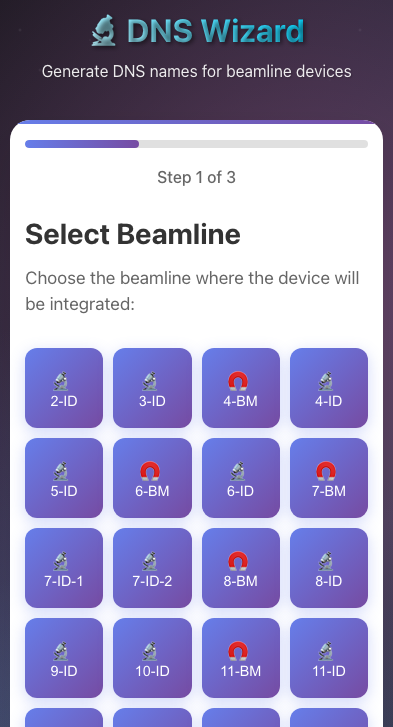 DNS Wizard
Generate DNS names for beamline devices
Step 1 of 3
Select Beamline
Choose the beamline where the device will
be integrated:
2-ID
3-ID
4-BM
4-ID
5-ID
6-BM
6-ID
7-BM
7-ID-1
7-ID-2
8-BM
8-ID
9-ID
10-ID
11-BM
11-ID